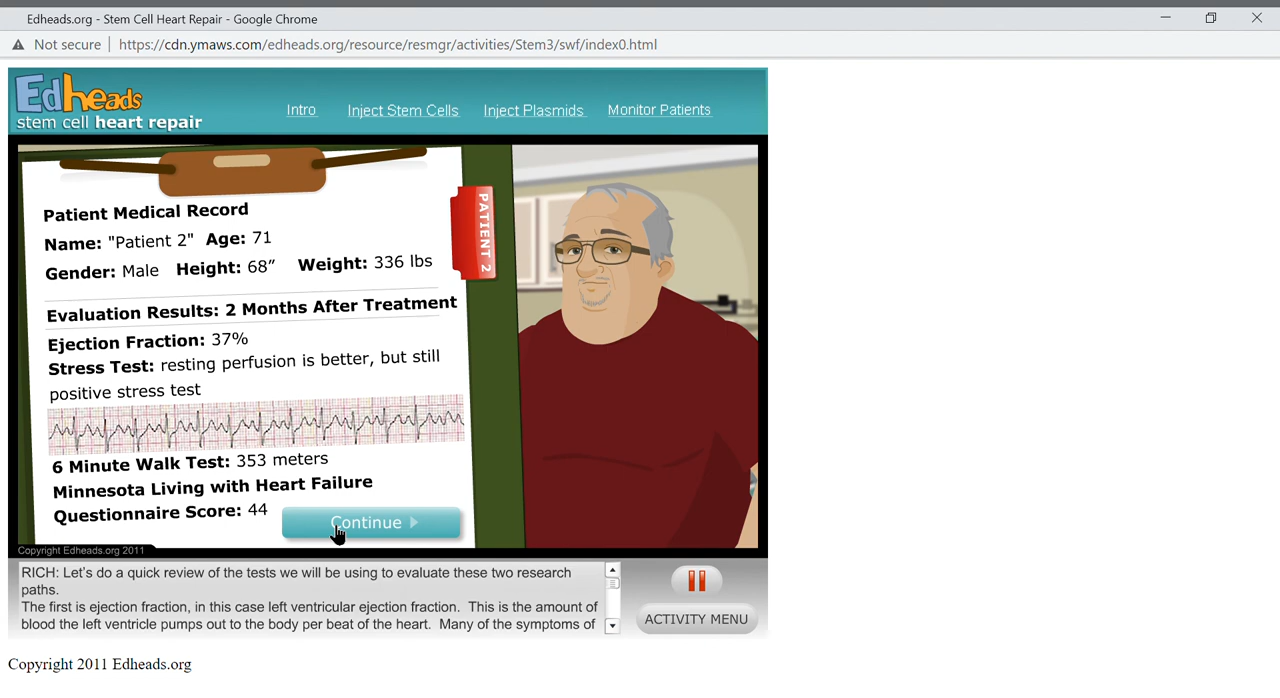 Edheads.org - Stem Cell Heart Repair - Google Chrome
Not secure | https://cdn.ymaws.com/edheads.org/resource/resmgr/activities/Stem3/swf/index0.html
Edheads
stem cell heart repair
Intro Inject Stem Cells Inject Plasmids Monitor Patients
Patient Medical Record
Name: "Patient 2" Age: 71
Gender: Male Height: 68” Weight: 336 lbs
PATIENT 2
Evaluation Results: 2 Months After Treatment
Ejection Fraction: 37%
Stress Test: resting perfusion is better, but still
positive stress test
6 Minute Walk Test: 353 meters
Minnesota Living with Heart Failure
Questionnaire Score: 44
Continue
Copyright Edheads.org 2011
RICH: Let's do a quick review of the tests we will be using to evaluate these two research
paths.
The first is ejection fraction, in this case left ventricular ejection fraction. This is the amount of
blood the left ventricle pumps out to the body per beat of the heart. Many of the symptoms of
ACTIVITY MENU
Copyright 2011 Edheads.org